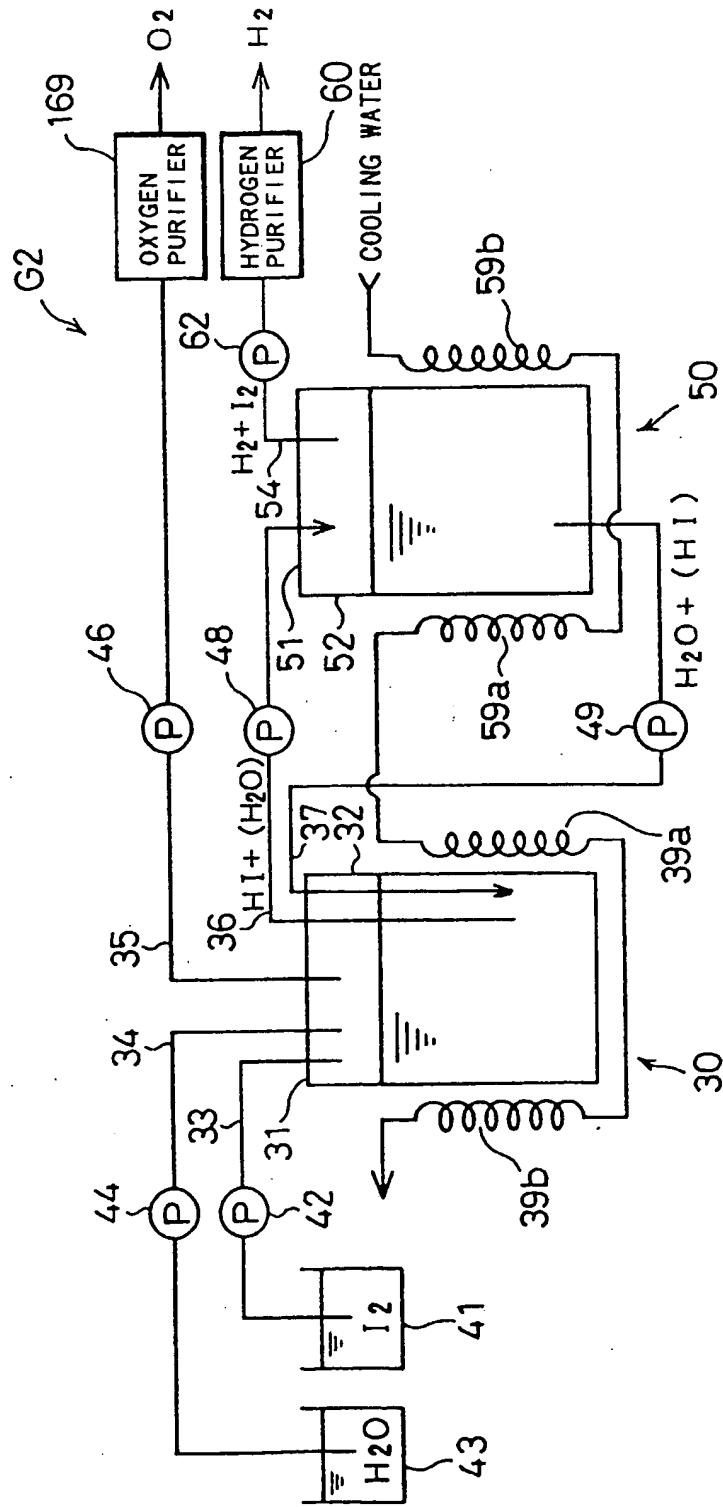 G2
169
OXYGEN
PURIFIER
O2
62
P
HYDROGEN
PURIFIER
H2
60
COOLING WATER
46
P
35
34
44
P
33
P
42
31
36
HI+(H2O)
48
P
H2+I2
54
51
52
37
32
59a
59b
50
H2O+(HI)
49
P
39a
39b
30
I2
41
H2O
43